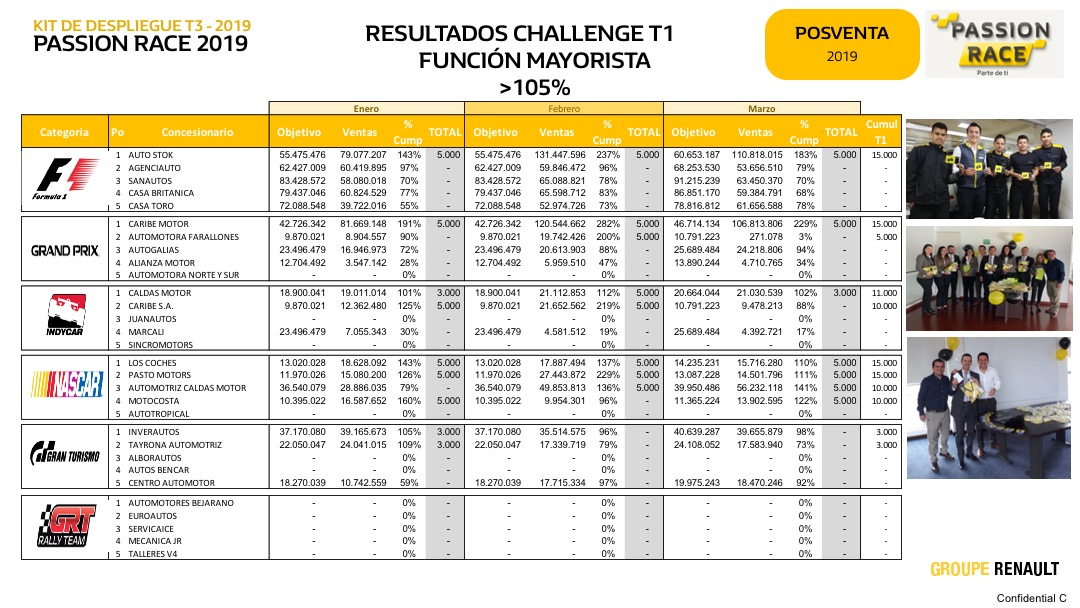 KIT DE DESPLIEGUE T3 - 2019
PASSION RACE 2019
RESULTADOS CHALLENGE T1
FUNCIÓN MAYORISTA
>105%
POSVENTA
2019
PASSION
RACE
Parte de ti
Enero Febrero Marzo
Categoria Po Concesionario Objetivo Ventas % Cump TOTAL Objetivo Ventas % Cump TOTAL Objetivo Ventas % Cump TOTAL Cumul T1
F1
Formula 1
1 AUTO STOK 55.475.476 79.077.207 143% 5.000 55.475.476 131.447.596 237% 5.000 60.653.187 110.818.015 183% 5.000 15.000
2 AGENCIAUTO 62.427.009 60.419.895 97% - 62.427.009 59.846.472 96% - 68.253.530 53.656.510 79% - -
3 SANAUTOS 83.428.572 58.080.018 70% - 83.428.572 65.088.821 78% - 91.215.239 63.450.370 70% - -
4 CASA BRITANICA 79.437.046 60.824.529 77% - 79.437.046 65.598.712 83% - 86.851.170 59.384.791 68% - -
5 CASA TORO 72.088.548 39.722.016 55% - 72.088.548 52.974.726 73% - 78.816.812 61.656.588 78% - -
GRAND PRIX
1 CARIBE MOTOR 42.726.342 81.669.148 191% 5.000 42.726.342 120.544.662 282% 5.000 46.714.134 106.813.806 229% 5.000 15.000
2 AUTOMOTORA FARALLONES 9.870.021 8.904.557 90% - 9.870.021 19.742.426 200% 5.000 10.791.223 271.078 3% - 5.000
3 AUTOGALIAS 23.496.479 16.946.973 72% - 23.496.479 20.613.903 88% - 25.689.484 24.218.806 94% - -
4 ALIANZA MOTOR 12.704.492 3.547.142 28% - 12.704.492 5.959.510 47% - 13.890.244 4.710.765 34% - -
5 AUTOMOTORA NORTE Y SUR - - 0% - - - 0% - - - 0% - -
INDYCAR
1 CALDAS MOTOR 18.900.041 19.011.014 101% 3.000 18.900.041 21.112.853 112% 5.000 20.664.044 21.030.539 102% 3.000 11.000
2 CARIBE S.A. 9.870.021 12.362.480 125% 5.000 9.870.021 21.652.562 219% 5.000 10.791.223 9.478.213 88% - 10.000
3 JUANAUTOS - - 0% - - - 0% - - - 0% - -
4 MARCALI 23.496.479 7.055.343 30% - 23.496.479 4.581.512 19% - 25.689.484 4.392.721 17% - -
5 SINCROMOTORS - - 0% - - - 0% - - - 0% - -
NASCAR
1 LOS COCHES 13.020.028 18.628.092 143% 5.000 13.020.028 17.887.494 137% 5.000 14.235.231 15.716.280 110% 5.000 15.000
2 PASTO MOTORS 11.970.026 15.080.200 126% 5.000 11.970.026 27.443.872 229% 5.000 13.087.228 14.501.796 111% 5.000 15.000
3 AUTOMOTRIZ CALDAS MOTOR 36.540.079 28.886.035 79% - 36.540.079 49.853.813 136% 5.000 39.950.486 56.232.118 141% 5.000 10.000
4 MOTOCOSTA 10.395.022 16.587.652 160% 5.000 10.395.022 9.954.301 96% - 11.365.224 13.902.595 122% 5.000 10.000
5 AUTOTROPICAL - - 0% - - - 0% - - - 0% - -
GRAN TURISMO
1 INVERAUTOS 37.170.080 39.165.673 105% 3.000 37.170.080 35.514.575 96% - 40.639.287 39.655.879 98% - 3.000
2 TAYRONA AUTOMOTRIZ 22.050.047 24.041.015 109% 3.000 22.050.047 17.339.719 79% - 24.108.052 17.583.940 73% - 3.000
3 ALBORAUTOS - - 0% - - - 0% - - - 0% - -
4 AUTOS BENCAR - - 0% - - - 0% - - - 0% - -
5 CENTRO AUTOMOTOR 18.270.039 10.742.559 59% - 18.270.039 17.715.334 97% - 19.975.243 18.470.246 92% - -
GRT
RALLY TEAM
1 AUTOMOTORES BEJARANO - - 0% - - - 0% - - - 0% - -
2 EUROAUTOS - - 0% - - - 0% - - - 0% - -
3 SERVICAICE - - 0% - - - 0% - - - 0% - -
4 MECANICA JR - - 0% - - - 0% - - - 0% - -
5 TALLERES V4 - - 0% - - - 0% - - - 0% - -
GROUPE RENAULT
Confidential C